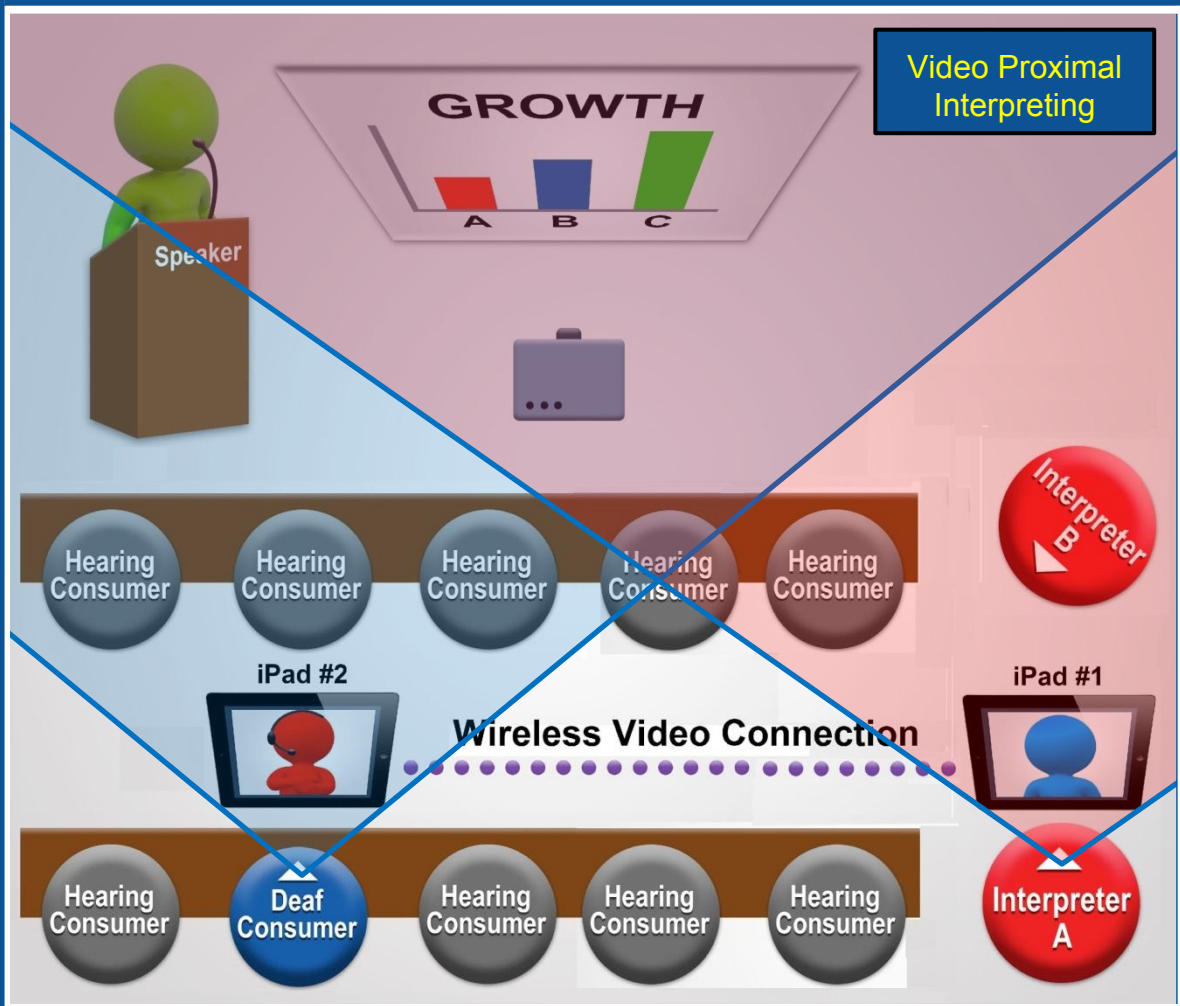 Video Proximal
Interpreting
GROWTH
A B C
Speaker
Interpreter
B
Hearing
Consumer
Hearing
Consumer
Hearing
Consumer
Hearing
Consumer
Hearing
Consumer
iPad #2
iPad #1
Wireless Video Connection
Hearing
Consumer
Deaf
Consumer
Hearing
Consumer
Hearing
Consumer
Hearing
Consumer
Interpreter
A